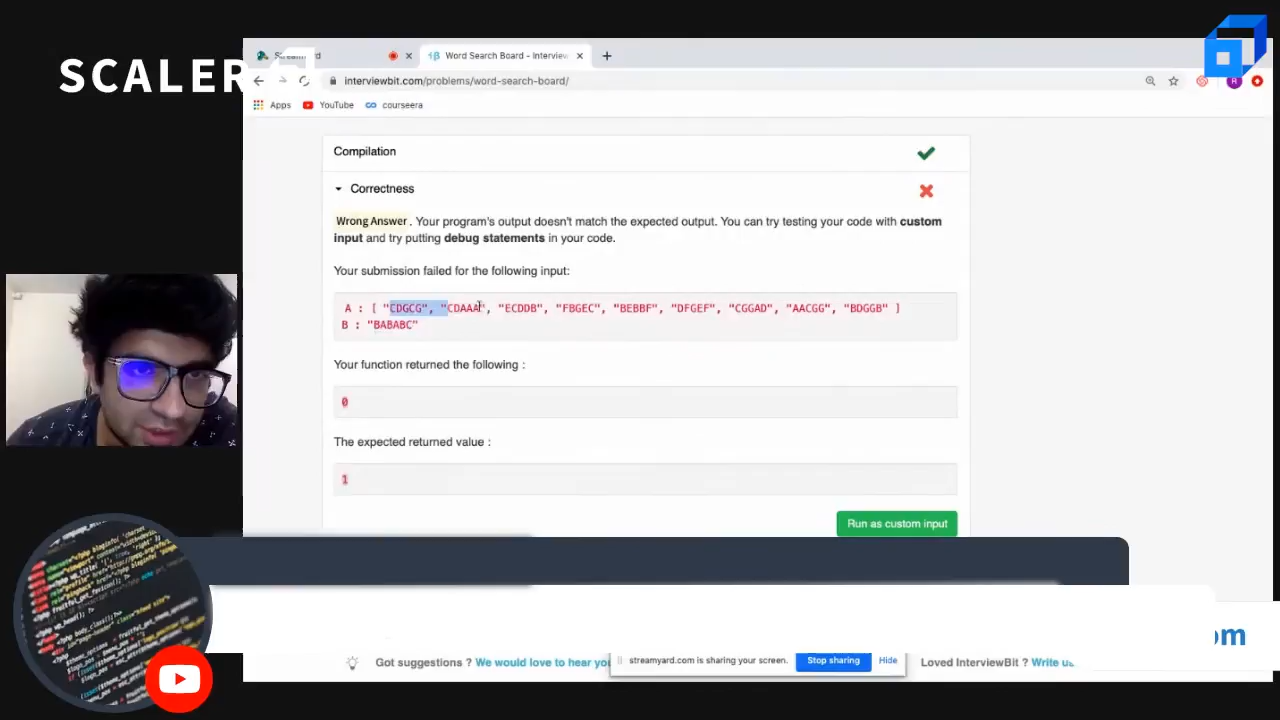 SCALER
Word Search Board - Interview
interviewbit.com/problems/word-search-board/
Apps YouTube courseera
Compilation
Correctness
Wrong Answer. Your program's output doesn't match the expected output. You can try testing your code with custom
input and try putting debug statements in your code.
Your submission failed for the following input:
A : [ "CDGCG", "CDAAA", "ECDDB", "FBGEC", "BEBBF", "DFGEF", "CGGAD", "AACGG", "BDGGB" ]
B : "BABABC"
Your function returned the following :
0
The expected returned value :
1
Run as custom input
om
Got suggestions ? We would love to hear you
streamyard.com is sharing your screen. Stop sharing Hide
Loved InterviewBit ? Write us